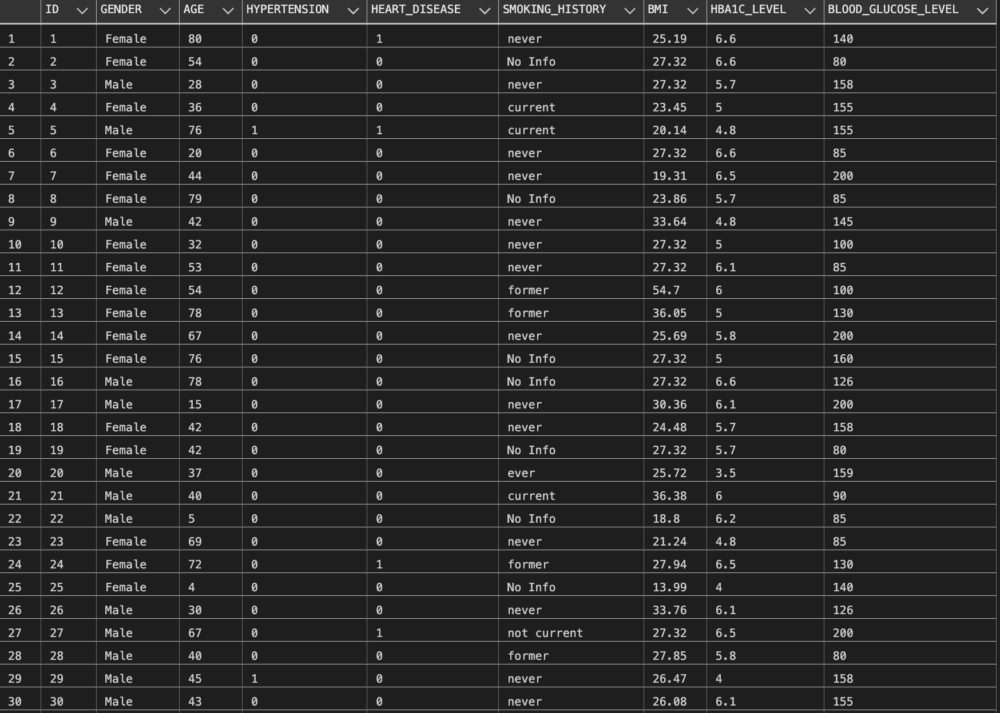 ID GENDER AGE HYPERTENSION HEART_DISEASE SMOKING_HISTORY BMI HBA1C_LEVEL BLOOD_GLUCOSE_LEVEL
1 1 Female 80 0 1 never 25.19 6.6 140
2 2 Female 54 0 0 No Info 27.32 6.6 80
3 3 Male 28 0 0 never 27.32 5.7 158
4 4 Female 36 0 0 current 23.45 5 155
5 5 Male 76 1 1 current 20.14 4.8 155
6 6 Female 20 0 0 never 27.32 6.6 85
7 7 Female 44 0 0 never 19.31 6.5 200
8 8 Female 79 0 0 No Info 23.86 5.7 85
9 9 Male 42 0 0 never 33.64 4.8 145
10 10 Female 32 0 0 never 27.32 5 100
11 11 Female 53 0 0 never 27.32 6.1 85
12 12 Female 54 0 0 former 54.7 6 100
13 13 Female 78 0 0 former 36.05 5 130
14 14 Female 67 0 0 never 25.69 5.8 200
15 15 Female 76 0 0 No Info 27.32 5 160
16 16 Male 78 0 0 No Info 27.32 6.6 126
17 17 Male 15 0 0 never 30.36 6.1 200
18 18 Female 42 0 0 never 24.48 5.7 158
19 19 Female 42 0 0 No Info 27.32 5.7 80
20 20 Male 37 0 0 ever 25.72 3.5 159
21 21 Male 40 0 0 current 36.38 6 90
22 22 Male 5 0 0 No Info 18.8 6.2 85
23 23 Female 69 0 0 never 21.24 4.8 85
24 24 Female 72 0 1 former 27.94 6.5 130
25 25 Female 4 0 0 No Info 13.99 4 140
26 26 Male 30 0 0 never 33.76 6.1 126
27 27 Male 67 0 1 not current 27.32 6.5 200
28 28 Male 40 0 0 former 27.85 5.8 80
29 29 Male 45 1 0 never 26.47 4 158
30 30 Male 43 0 0 never 26.08 6.1 155